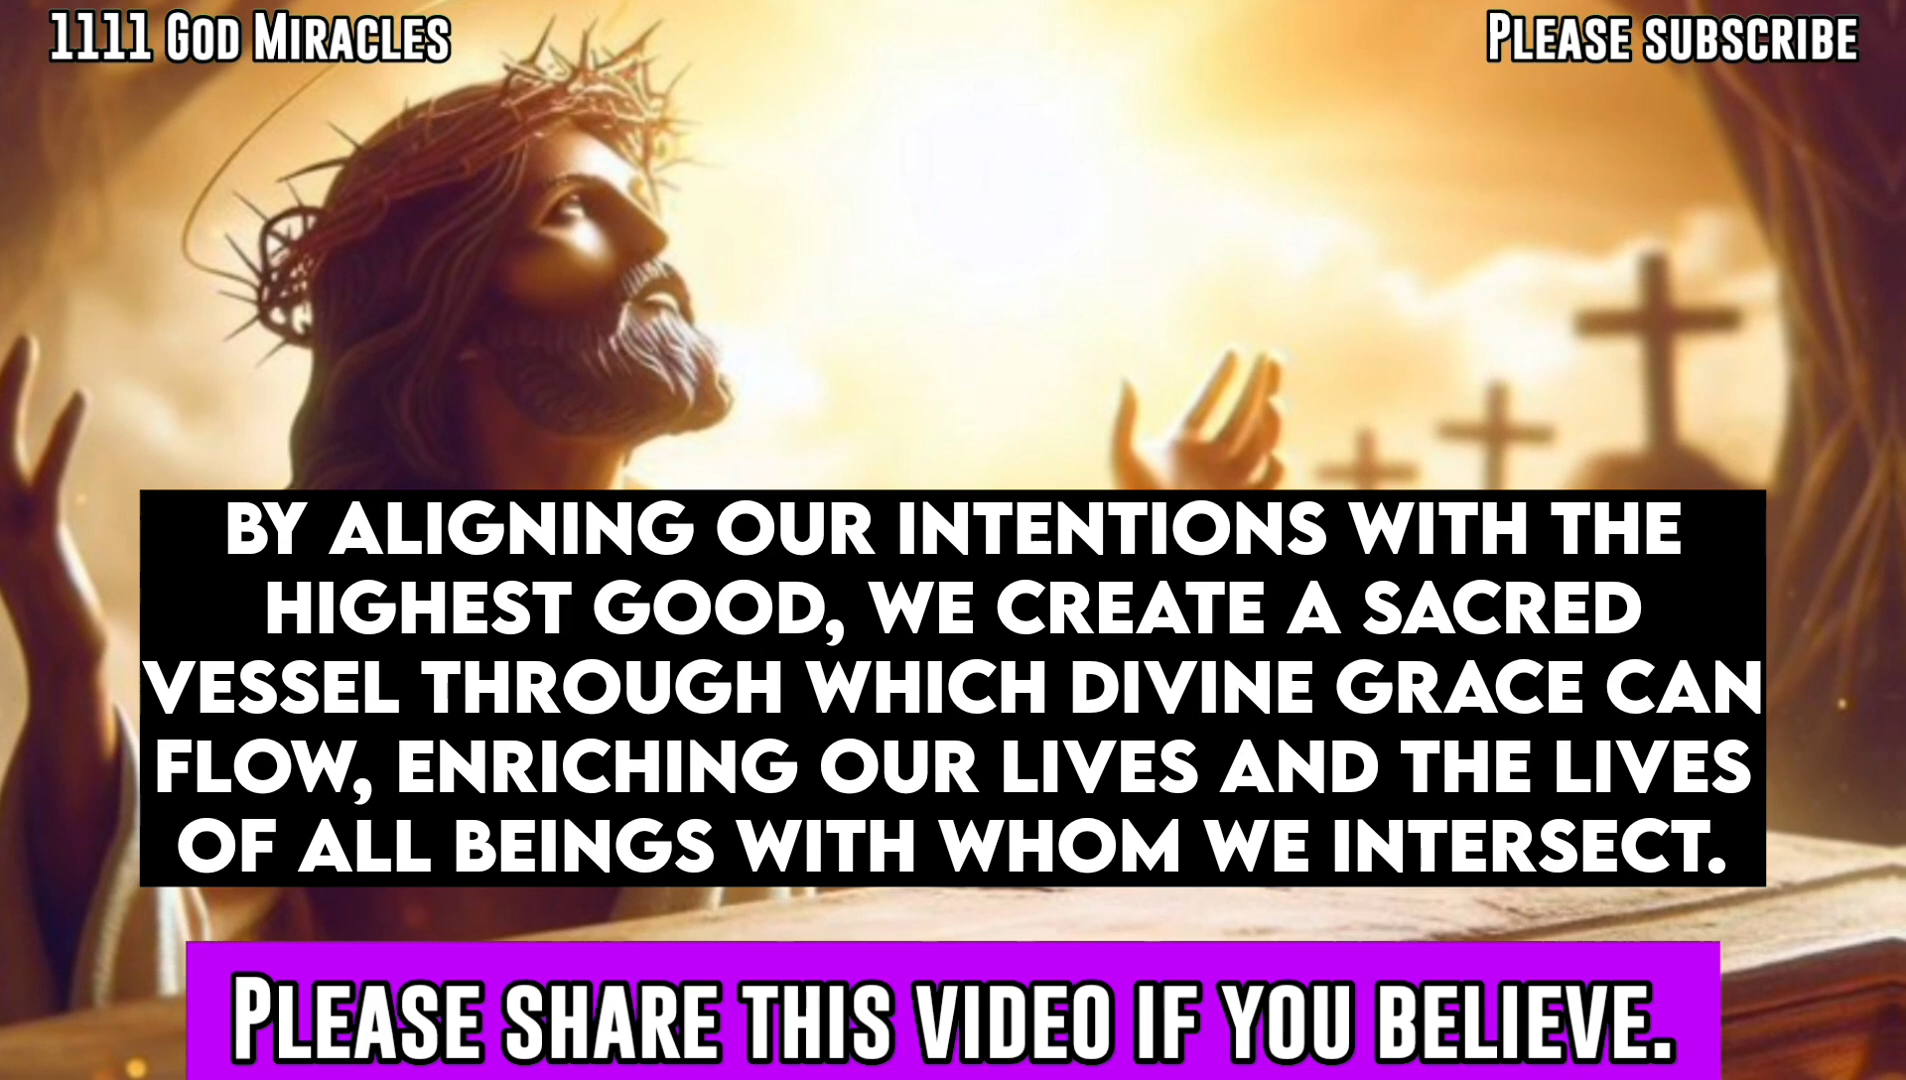 1111 God Miracles
Please subscribe
BY ALIGNING OUR INTENTIONS WITH THE
HIGHEST GOOD, WE CREATE A SACRED
VESSEL THROUGH WHICH DIVINE GRACE CAN
FLOW, ENRICHING OUR LIVES AND THE LIVES
OF ALL BEINGS WITH WHOM WE INTERSECT.
Please share this video if you believe.